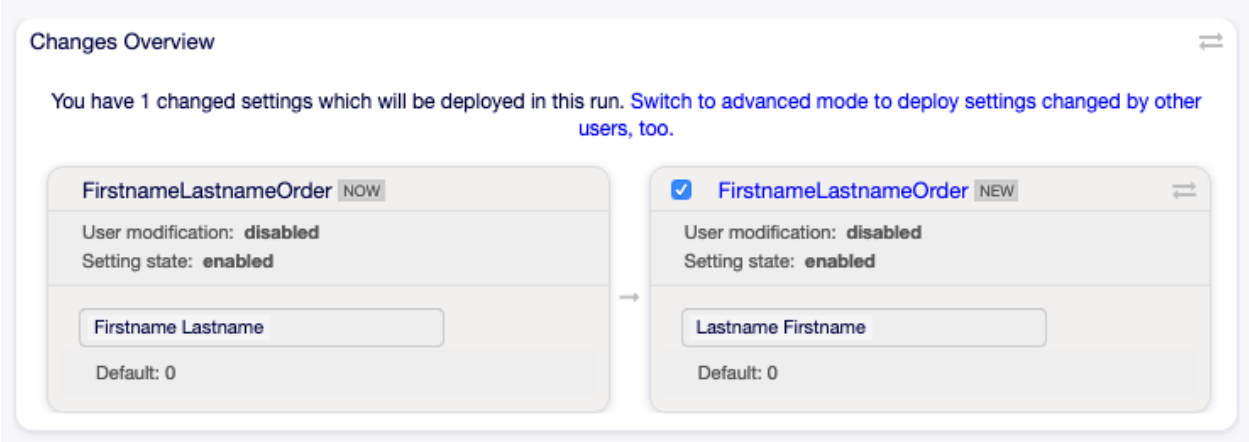 Changes Overview
You have 1 changed settings which will be deployed in this run. Switch to advanced mode to deploy settings changed by other
users, too.
FirstnameLastnameOrder NOW
User modification: disabled
Setting state: enabled
Firstname Lastname
Default: 0
FirstnameLastnameOrder NEW
User modification: disabled
Setting state: enabled
Lastname Firstname
Default: 0